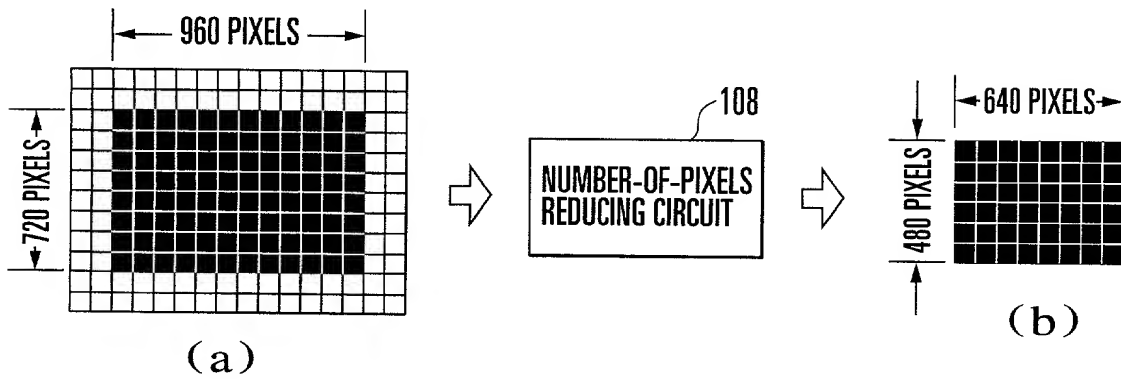 960 PIXELS
720 PIXELS
(a)
108
NUMBER-OF-PIXELS
REDUCING CIRCUIT
640 PIXELS
480 PIXELS
(b)